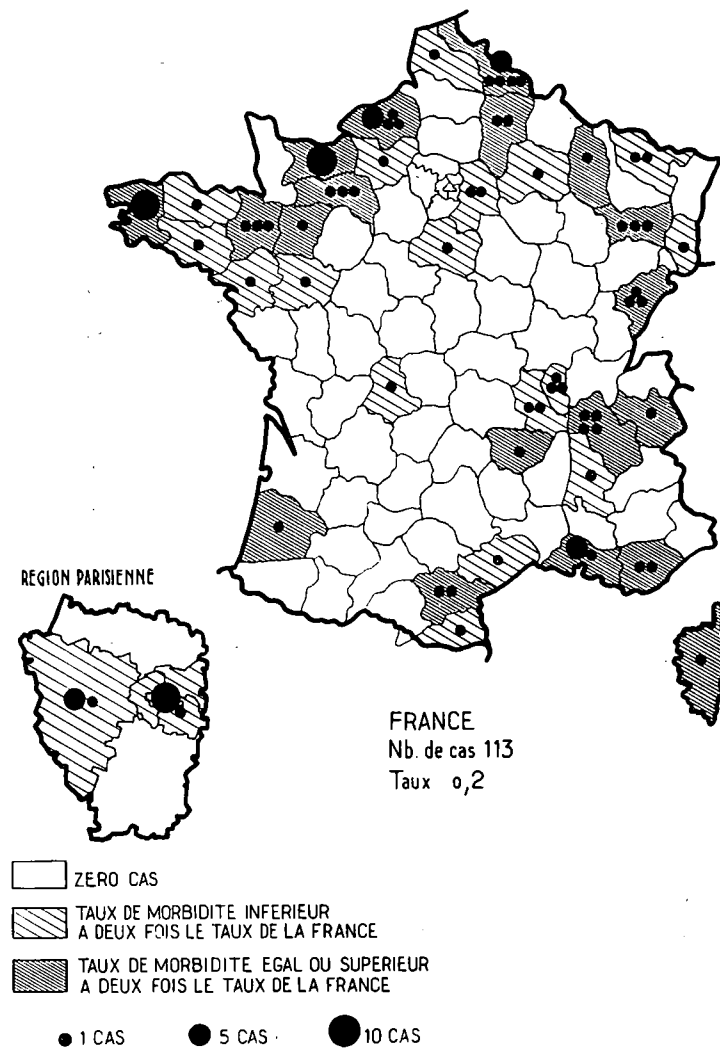 REGION PARISIENNE
FRANCE
Nb. de cas 113
Taux 0,2
ZERO CAS
TAUX DE MORBIDITE INFERIEUR
A DEUX FOIS LE TAUX DE LA FRANCE
TAUX DE MORBIDITE EGAL OU SUPERIEUR
A DEUX FOIS LE TAUX DE LA FRANCE
1 CAS 5 CAS 10 CAS